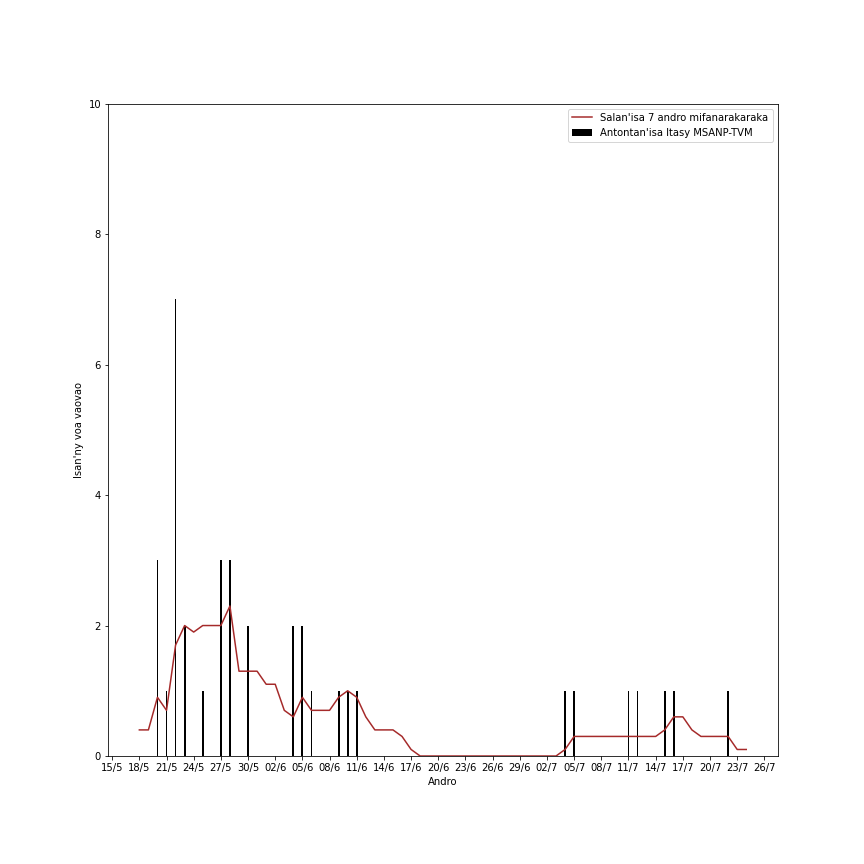 Salan'isa 7 andro mifanarakaraka
Antontan'isa Itasy MSANP-TVM
10
8
6
4
2
0
Isan'ny voa vaovao
15/5 18/5 21/5 24/5 27/5 30/5 02/6 05/6 08/6 11/6 14/6 17/6 20/6 23/6 26/6 29/6 02/7 05/7 08/7 11/7 14/7 17/7 20/7 23/7 26/7
Andro